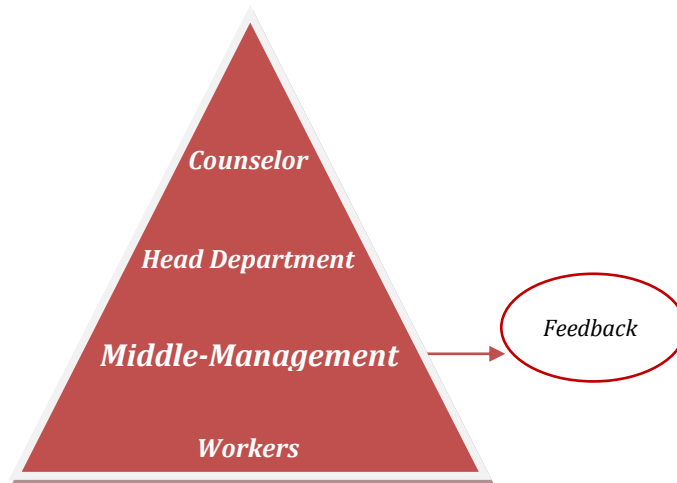 Counselor
Head Department
Middle-Management
Feedback
Workers